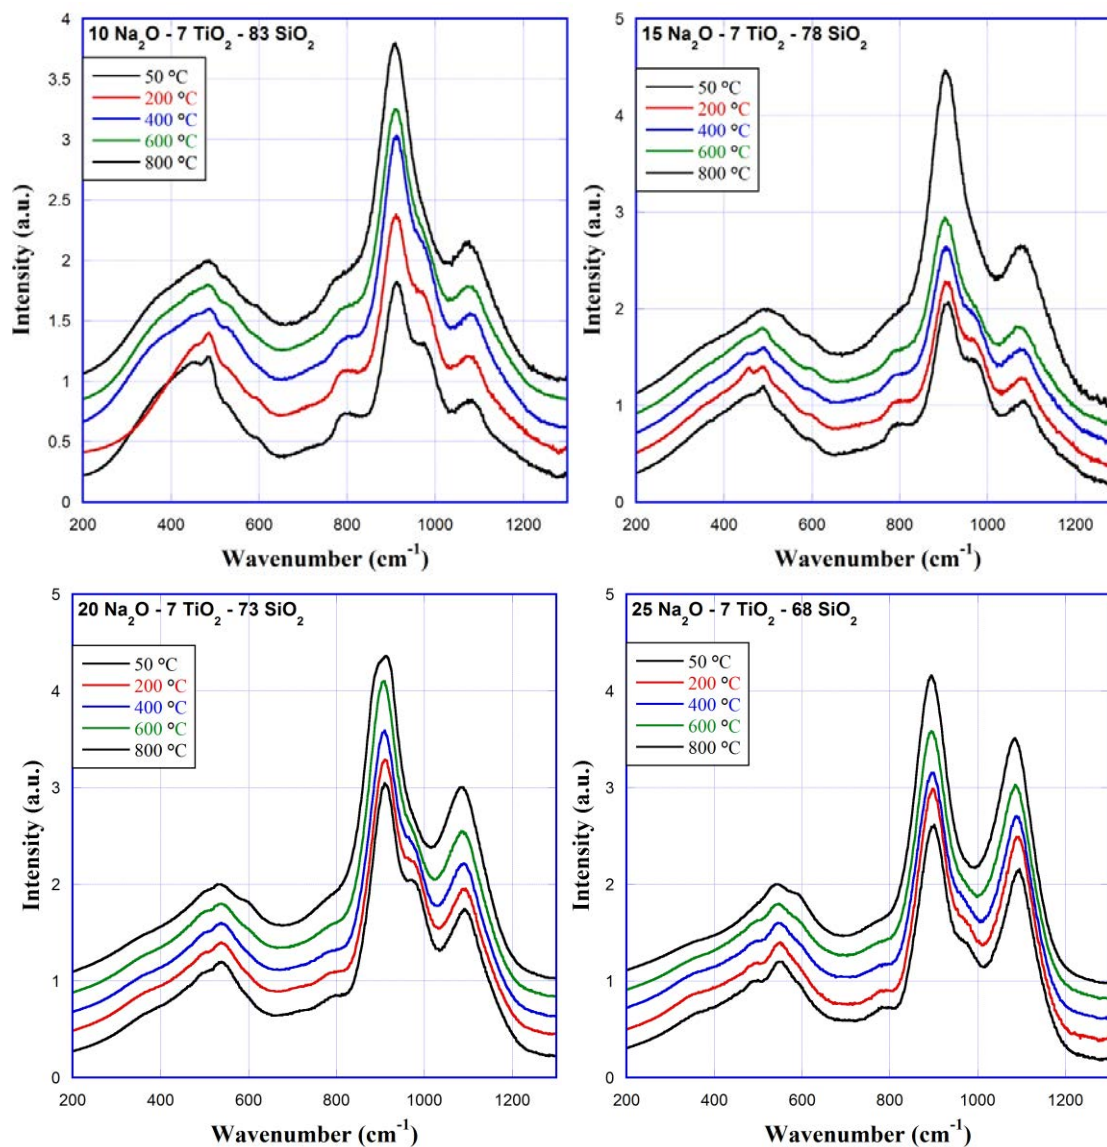 10 Na₂O - 7 TiO₂ - 83 SiO₂
50 °C
200 °C
400 °C
600 °C
800 °C
4
3.5
3
2.5
2
1.5
1
0.5
0
Intensity (a.u.)
200 400 600 800 1000 1200
Wavenumber (cm⁻¹)
15 Na₂O - 7 TiO₂ - 78 SiO₂
50 °C
200 °C
400 °C
600 °C
800 °C
5
4
3
2
1
0
Intensity (a.u.)
200 400 600 800 1000 1200
Wavenumber (cm⁻¹)
20 Na₂O - 7 TiO₂ - 73 SiO₂
50 °C
200 °C
400 °C
600 °C
800 °C
5
4
3
2
1
0
Intensity (a.u.)
200 400 600 800 1000 1200
Wavenumber (cm⁻¹)
25 Na₂O - 7 TiO₂ - 68 SiO₂
50 °C
200 °C
400 °C
600 °C
800 °C
5
4
3
2
1
0
Intensity (a.u.)
200 400 600 800 1000 1200
Wavenumber (cm⁻¹)